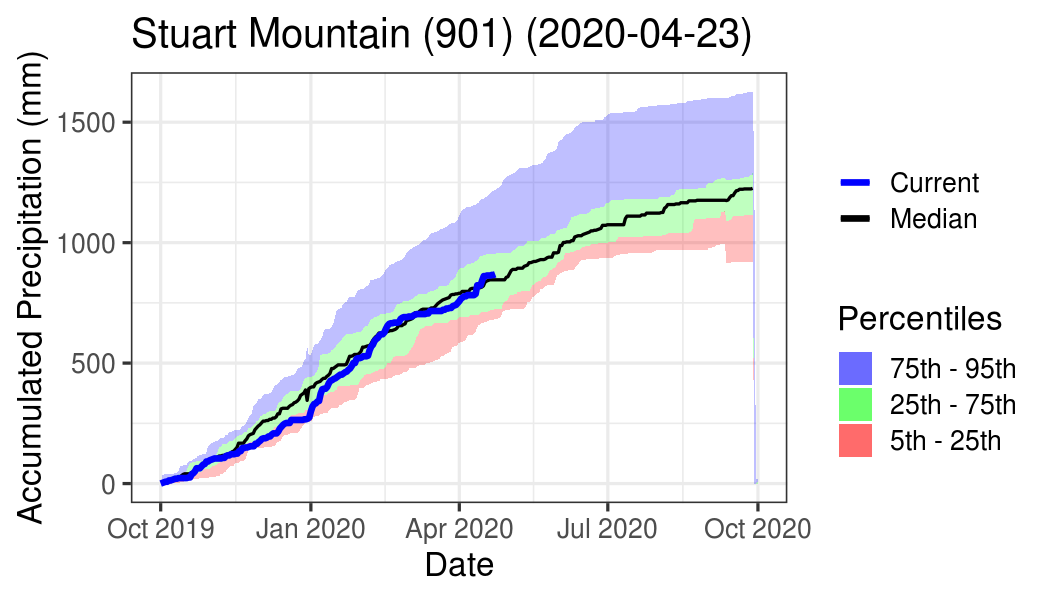 Stuart Mountain (901) (2020-04-23)
Accumulated Precipitation (mm)
1500
1000
500
0
Oct 2019
Jan 2020
Apr 2020
Jul 2020
Oct 2020
Date
Current
Median
Percentiles
75th - 95th
25th - 75th
5th - 25th